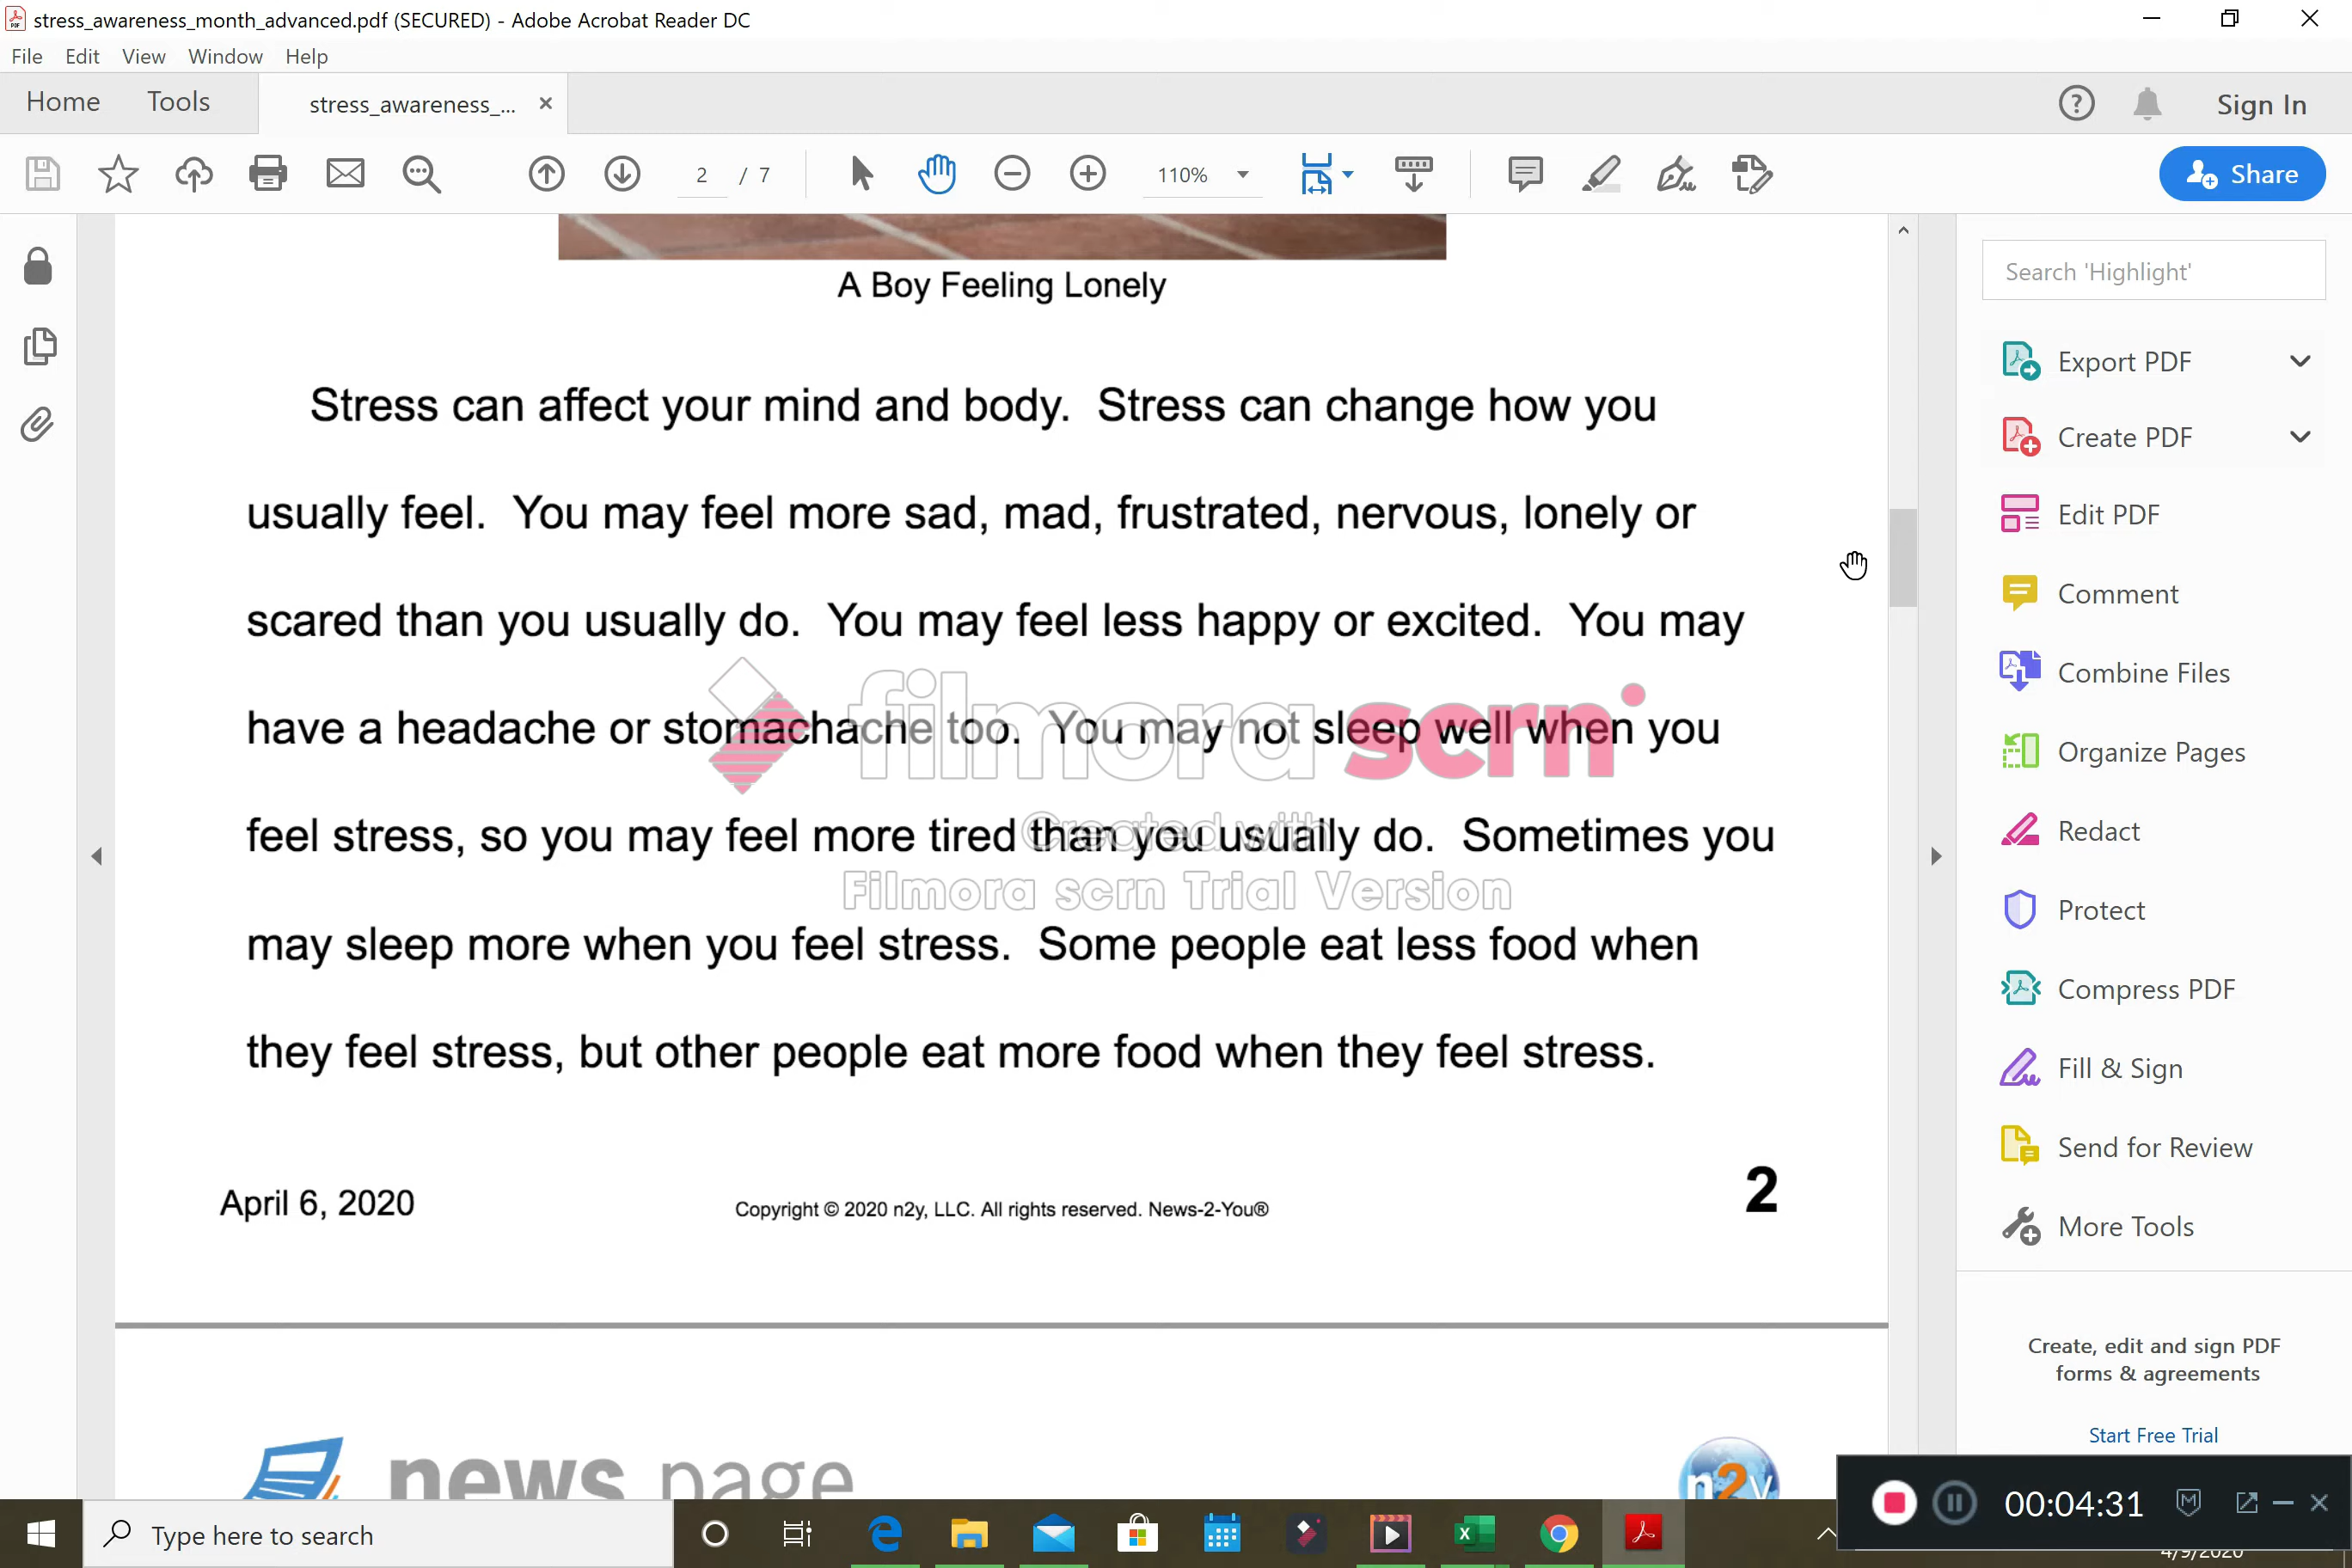 stress_awareness_month_advanced.pdf (SECURED) - Adobe Acrobat Reader DC
File Edit View Window Help
Home Tools stress_awareness_... × Sign In
2 / 7 110% Share
Search 'Highlight'
A Boy Feeling Lonely
Stress can affect your mind and body. Stress can change how you
usually feel. You may feel more sad, mad, frustrated, nervous, lonely or
scared than you usually do. You may feel less happy or excited. You may
have a headache or stomachache too. You may not sleep well when you
feel stress, so you may feel more tired than you usually do. Sometimes you
may sleep more when you feel stress. Some people eat less food when
they feel stress, but other people eat more food when they feel stress.
filmora scrn
Created with
Filmora scrn Trial Version
April 6, 2020 Copyright © 2020 n2y, LLC. All rights reserved. News-2-You® 2
news page n2y
Export PDF
Create PDF
Edit PDF
Comment
Combine Files
Organize Pages
Redact
Protect
Compress PDF
Fill & Sign
Send for Review
More Tools
Create, edit and sign PDF
forms & agreements
Start Free Trial
00:04:31
Type here to search
4/9/2020